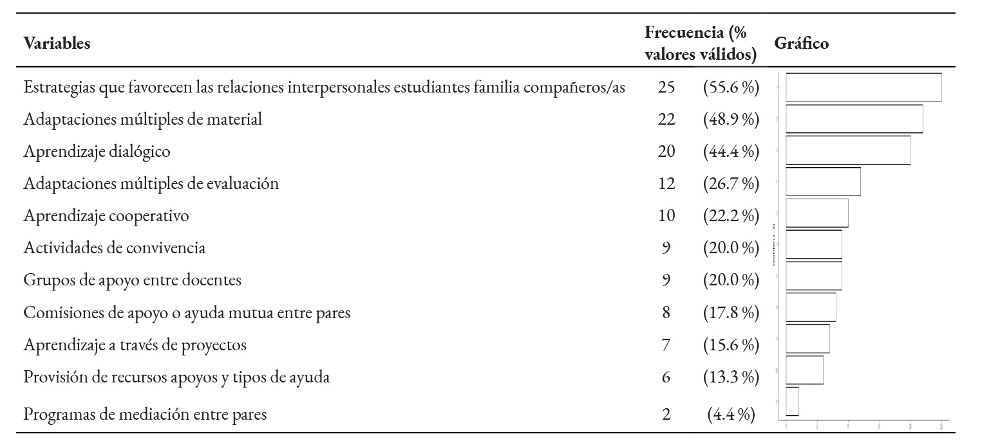 Variables Frecuencia (% valores válidos) Gráfico
Estrategias que favorecen las relaciones interpersonales estudiantes familia compañeros/as 25 (55.6 %)
Adaptaciones múltiples de material 22 (48.9 %)
Aprendizaje dialógico 20 (44.4 %)
Adaptaciones múltiples de evaluación 12 (26.7 %)
Aprendizaje cooperativo 10 (22.2 %)
Actividades de convivencia 9 (20.0 %)
Grupos de apoyo entre docentes 9 (20.0 %)
Comisiones de apoyo o ayuda mutua entre pares 8 (17.8 %)
Aprendizaje a través de proyectos 7 (15.6 %)
Provisión de recursos apoyos y tipos de ayuda 6 (13.3 %)
Programas de mediación entre pares 2 (4.4 %)